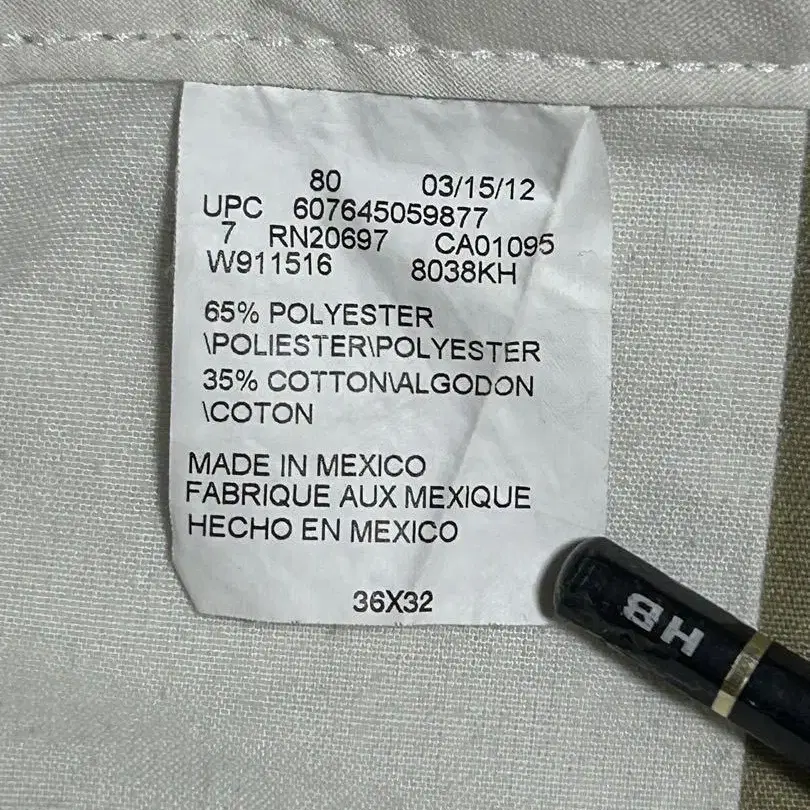 80 03/15/12
UPC 607645059877
7 RN20697 CA01095
W911516 8038KH
65% POLYESTER
\POLIESTER\POLYESTER
35% COTTON\ALGODON
\COTON
MADE IN MEXICO
FABRIQUE AUX MEXIQUE
HECHO EN MEXICO
36X32
HB